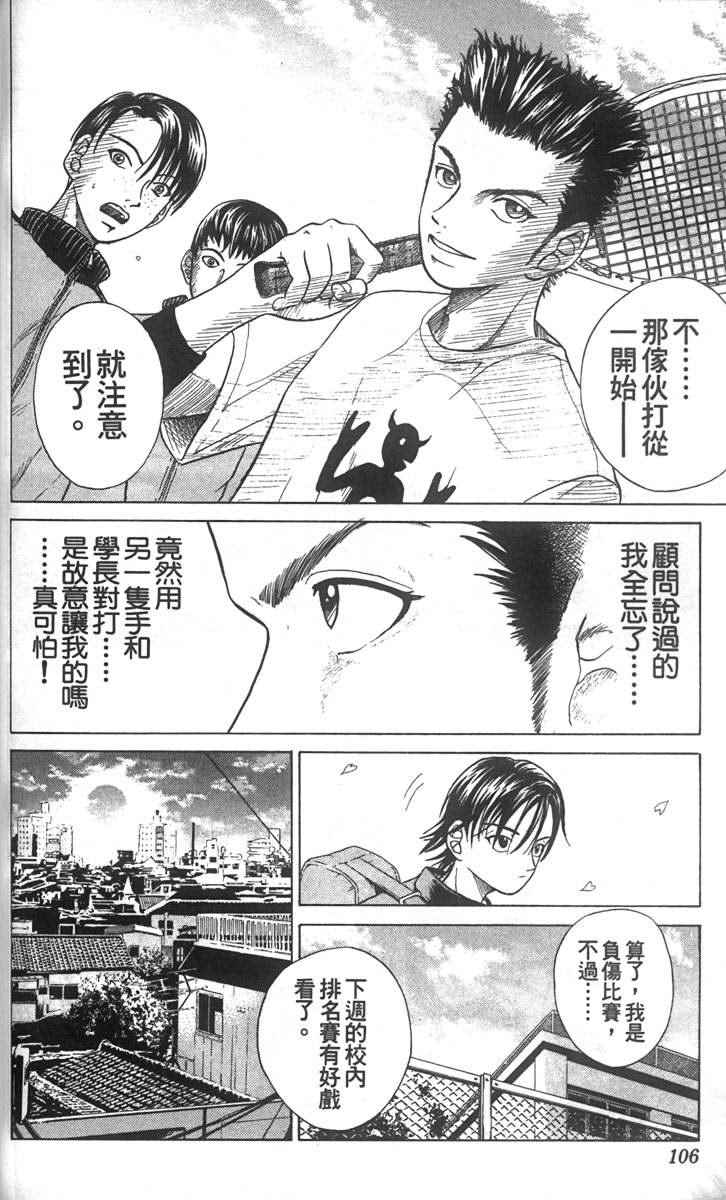 不⋯⋯
那傢伙打從
一開始——
就注意
到了。
顧問說過的
我全忘了⋯⋯
竟然用
另一隻手和
學長對打⋯⋯
是故意讓我的嗎
⋯⋯真可怕！
算了，我是
負傷比賽，
不過⋯⋯
下週的校內
排名賽有好戲
看了。
106